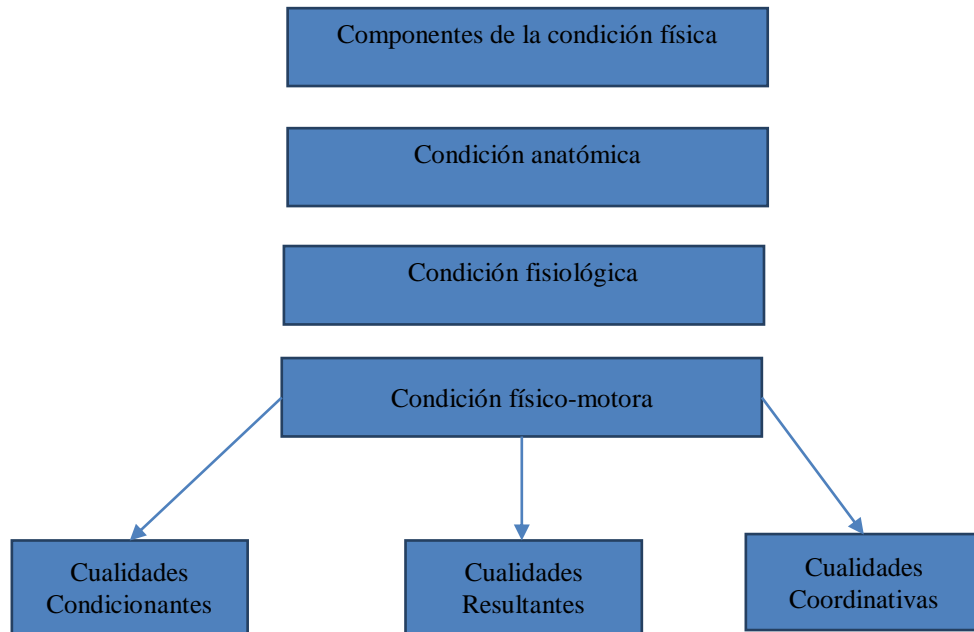 Componentes de la condición física
Condición anatómica
Condición fisiológica
Condición físico-motora
Cualidades
Condicionantes
Cualidades
Resultantes
Cualidades
Coordinativas